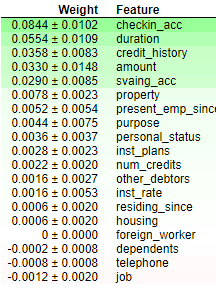 Weight Feature
0.0844 ± 0.0102 checkin_acc
0.0554 ± 0.0109 duration
0.0358 ± 0.0083 credit_history
0.0330 ± 0.0148 amount
0.0290 ± 0.0085 svaing_acc
0.0078 ± 0.0023 property
0.0052 ± 0.0054 present_emp_since
0.0044 ± 0.0075 purpose
0.0036 ± 0.0037 personal_status
0.0028 ± 0.0023 inst_plans
0.0022 ± 0.0020 num_credits
0.0016 ± 0.0027 other_debtors
0.0016 ± 0.0053 inst_rate
0.0006 ± 0.0020 residing_since
0.0006 ± 0.0020 housing
0 ± 0.0000 foreign_worker
-0.0002 ± 0.0008 dependents
-0.0008 ± 0.0008 telephone
-0.0012 ± 0.0020 job